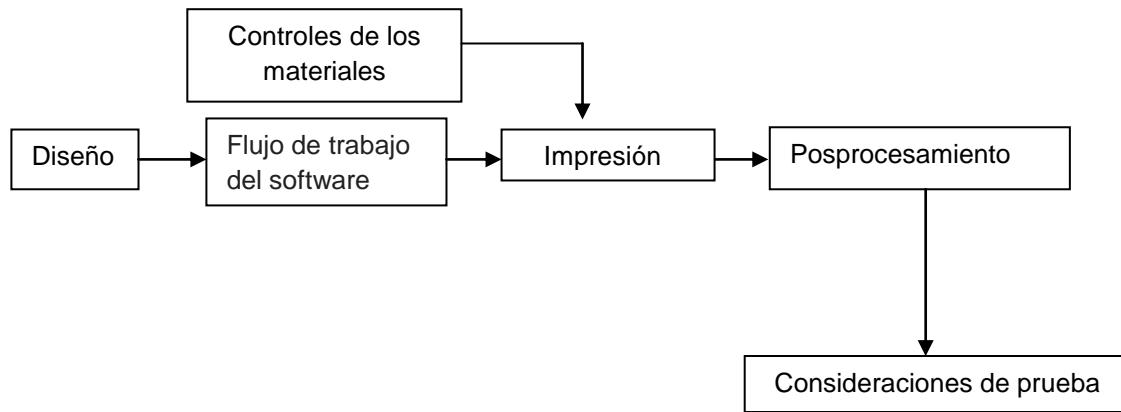 Controles de los
materiales
Diseño
Flujo de trabajo
del software
Impresión
Posprocesamiento
Consideraciones de prueba